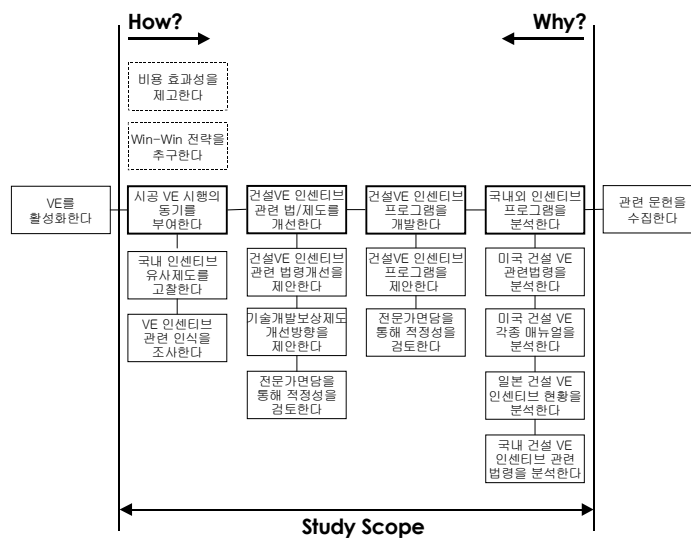 How?
Why?
비용 효과성을
제고한다
Win-Win 전략을
추구한다
VE를
활성화한다
시공 VE 시행의
동기를
부여한다
건설VE 인센티브
관련 법/제도를
개선한다
건설VE 인센티브
프로그램을
개발한다
국내외 인센티브
프로그램을
분석한다
관련 문헌을
수집한다
국내 인센티브
유사제도를
고찰한다
VE 인센티브
관련 인식을
조사한다
건설VE 인센티브
관련 법령개선을
제안한다
기술개발보상제도
개선방향을
제안한다
전문가면담을
통해 적정성을
검토한다
건설VE 인센티브
프로그램을
제안한다
전문가면담을
통해 적정성을
검토한다
미국 건설 VE
관련법령을
분석한다
미국 건설 VE
각종 매뉴얼을
분석한다
일본 건설 VE
인센티브 현황을
분석한다
국내 건설 VE
인센티브 관련
법령을 분석한다
Study Scope